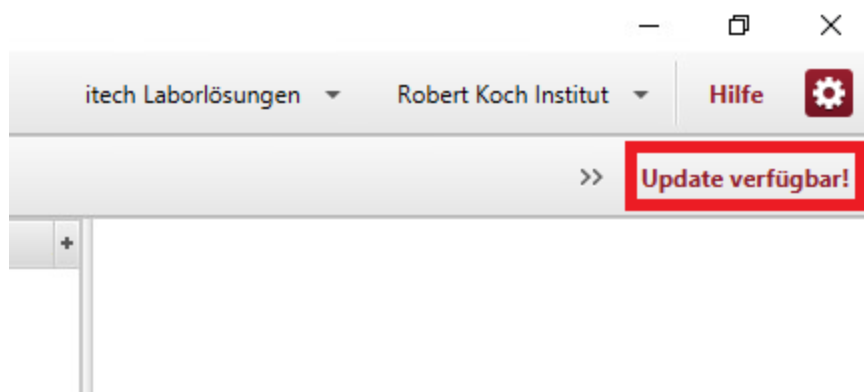 itech Laborlösungen Robert Koch Institut Hilfe
>> Update verfügbar!
+